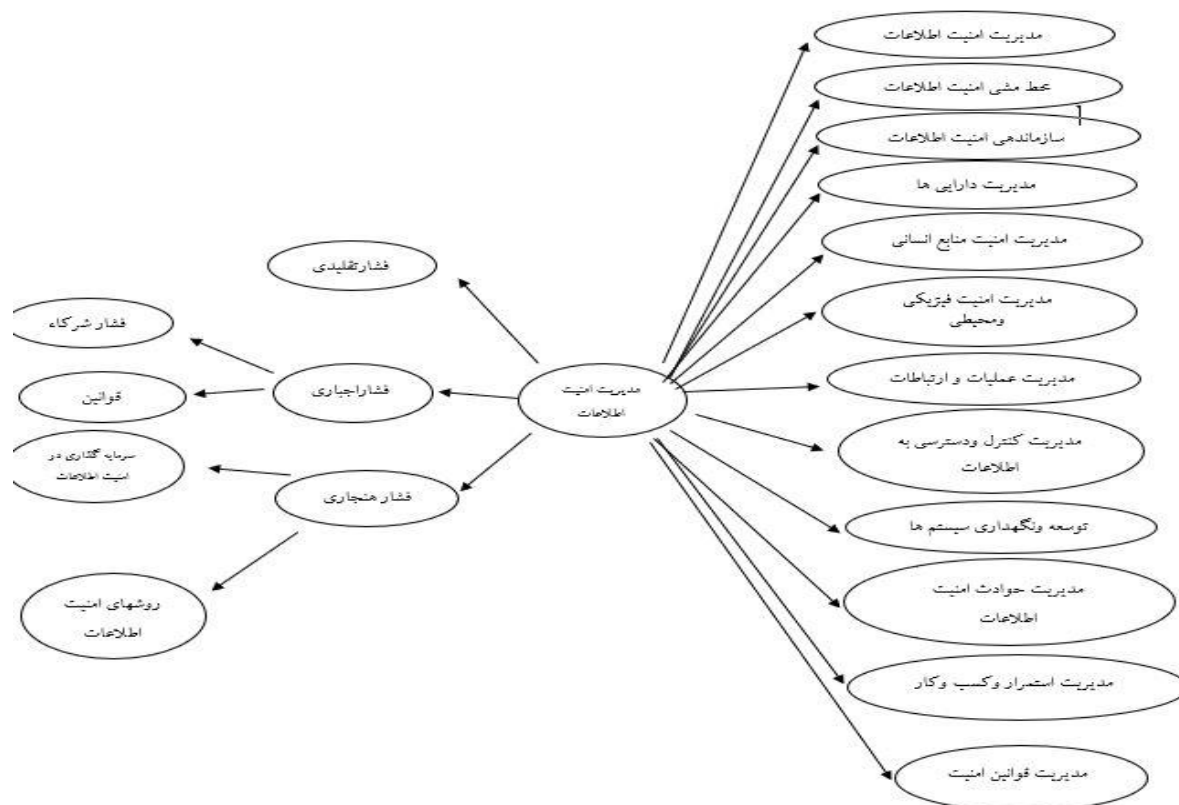 مدیریت امنیت اطلاعات
خط مشی امنیت اطلاعات
سازماندهی امنیت اطلاعات
مدیریت دارایی ها
مدیریت امنیت منابع انسانی
مدیریت امنیت فیزیکی
ومحیطی
مدیریت عملیات و ارتباطات
مدیریت کنترل ودسترسی به
اطلاعات
توسعه ونگهداری سیستم ها
مدیریت حوادث امنیت
اطلاعات
مدیریت استمرار وکسب وکار
مدیریت قوانین امنیت
مدیریت امنیت
اطلاعات
فشارتقلیدی
فشاراجباری
فشار هنجاری
فشار شرکاء
قوانین
سرمایه گذاری در
امنیت اطلاعات
روشهای امنیت
اطلاعات